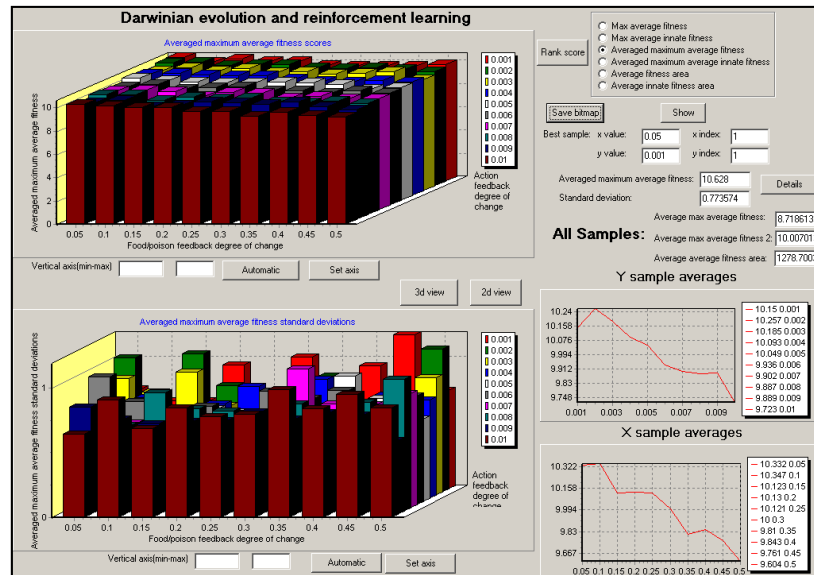 Darwinian evolution and reinforcement learning
Averaged maximum average fitness scores
Averaged maximum average fitness
10
8
6
4
2
0
0.05 0.1 0.15 0.2 0.25 0.3 0.35 0.4 0.45 0.5
Food/poison feedback degree of change
0.001
0.002
0.003
0.004
0.005
0.006
0.007
0.008
0.009
0.01
Action
feedback
degree of
change
Vertical axis(min-max)
Automatic
Set axis
3d view
2d view
Averaged maximum average fitness standard deviations
Averaged maximum average fitness standard deviations
1
0
0.05 0.1 0.15 0.2 0.25 0.3 0.35 0.4 0.45 0.5
Food/poison feedback degree of change
0.001
0.002
0.003
0.004
0.005
0.006
0.007
0.008
0.009
0.01
Action
feedback
degree of
change
Vertical axis(min-max)
Automatic
Set axis
Rank score
Max average fitness
Max average innate fitness
Averaged maximum average fitness
Averaged maximum average innate fitness
Average fitness area
Average innate fitness area
Save bitmap
Show
Best sample: x value: 0.05 x index: 1
y value: 0.001 y index: 1
Averaged maximum average fitness: 10.628
Standard deviation: 0.773574
Details
All Samples:
Average max average fitness: 8.718613
Average max average fitness 2: 10.00701
Average average fitness area: 1278.7003
Y sample averages
10.24
10.158
10.076
9.994
9.912
9.83
9.748
0.001 0.003 0.005 0.007 0.009
10.15 0.001
10.257 0.002
10.185 0.003
10.093 0.004
10.049 0.005
9.936 0.006
9.902 0.007
9.887 0.008
9.889 0.009
9.723 0.01
X sample averages
10.322
10.158
9.994
9.83
9.667
0.05 0.1 0.15 0.2 0.25 0.3 0.35 0.4 0.45 0.5
10.332 0.05
10.347 0.1
10.123 0.15
10.13 0.2
10.121 0.25
10 0.3
9.81 0.35
9.843 0.4
9.761 0.45
9.604 0.5